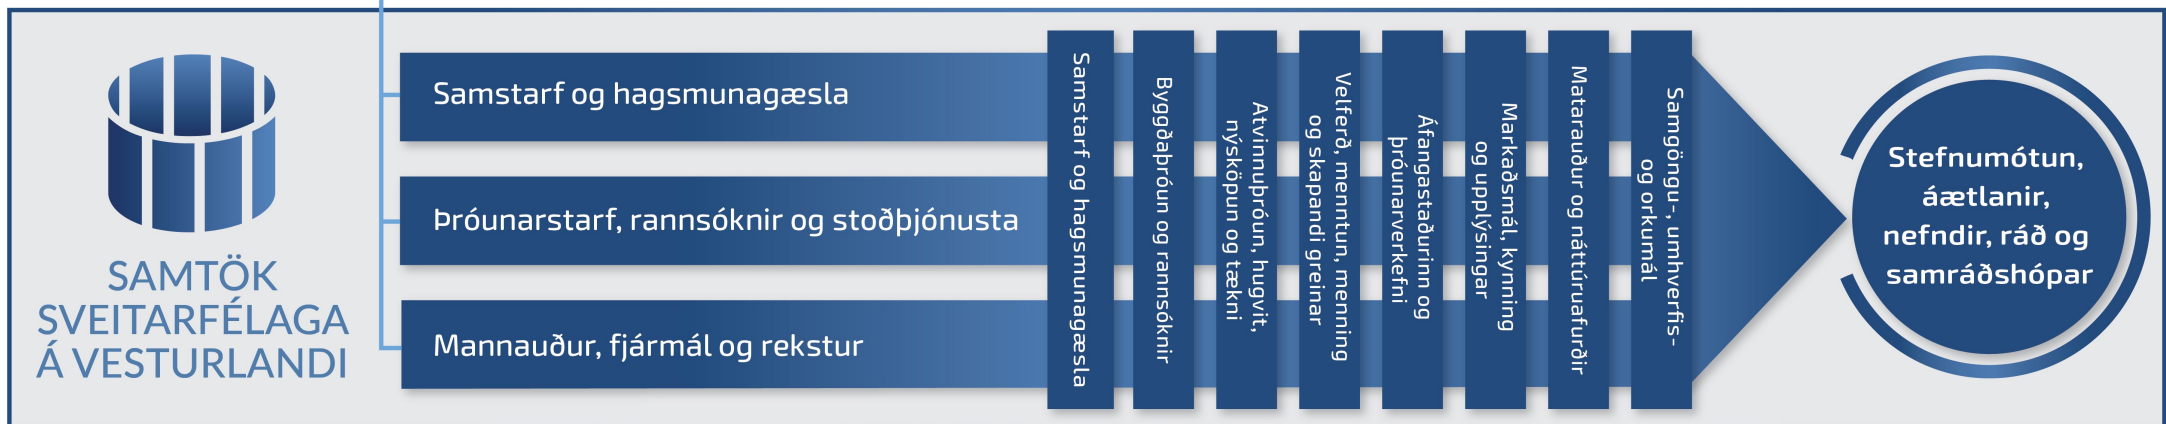 SAMTÖK
SVEITARFÉLAGA
Á VESTURLANDI
Samstarf og hagsmunagæsla
Þróunarstarf, rannsóknir og stoðþjónusta
Mannauður, fjármál og rekstur
Samstarf og hagsmunagæsla
Byggðaþróun og rannsóknir
Atvinnuþróun, hugvit,
nýsköpun og tækni
Velferð, menntun, menning
og skapandi greinar
Áfangastaðurinn og
þróunarverkefni
Markaðsmál, kynning
og upplýsingar
Matarauður og náttúruafurðir
Samgöngu-, umhverfis-
og orkumál
Stefnumótun,
áætlanir,
nefndir, ráð og
samráðshópar